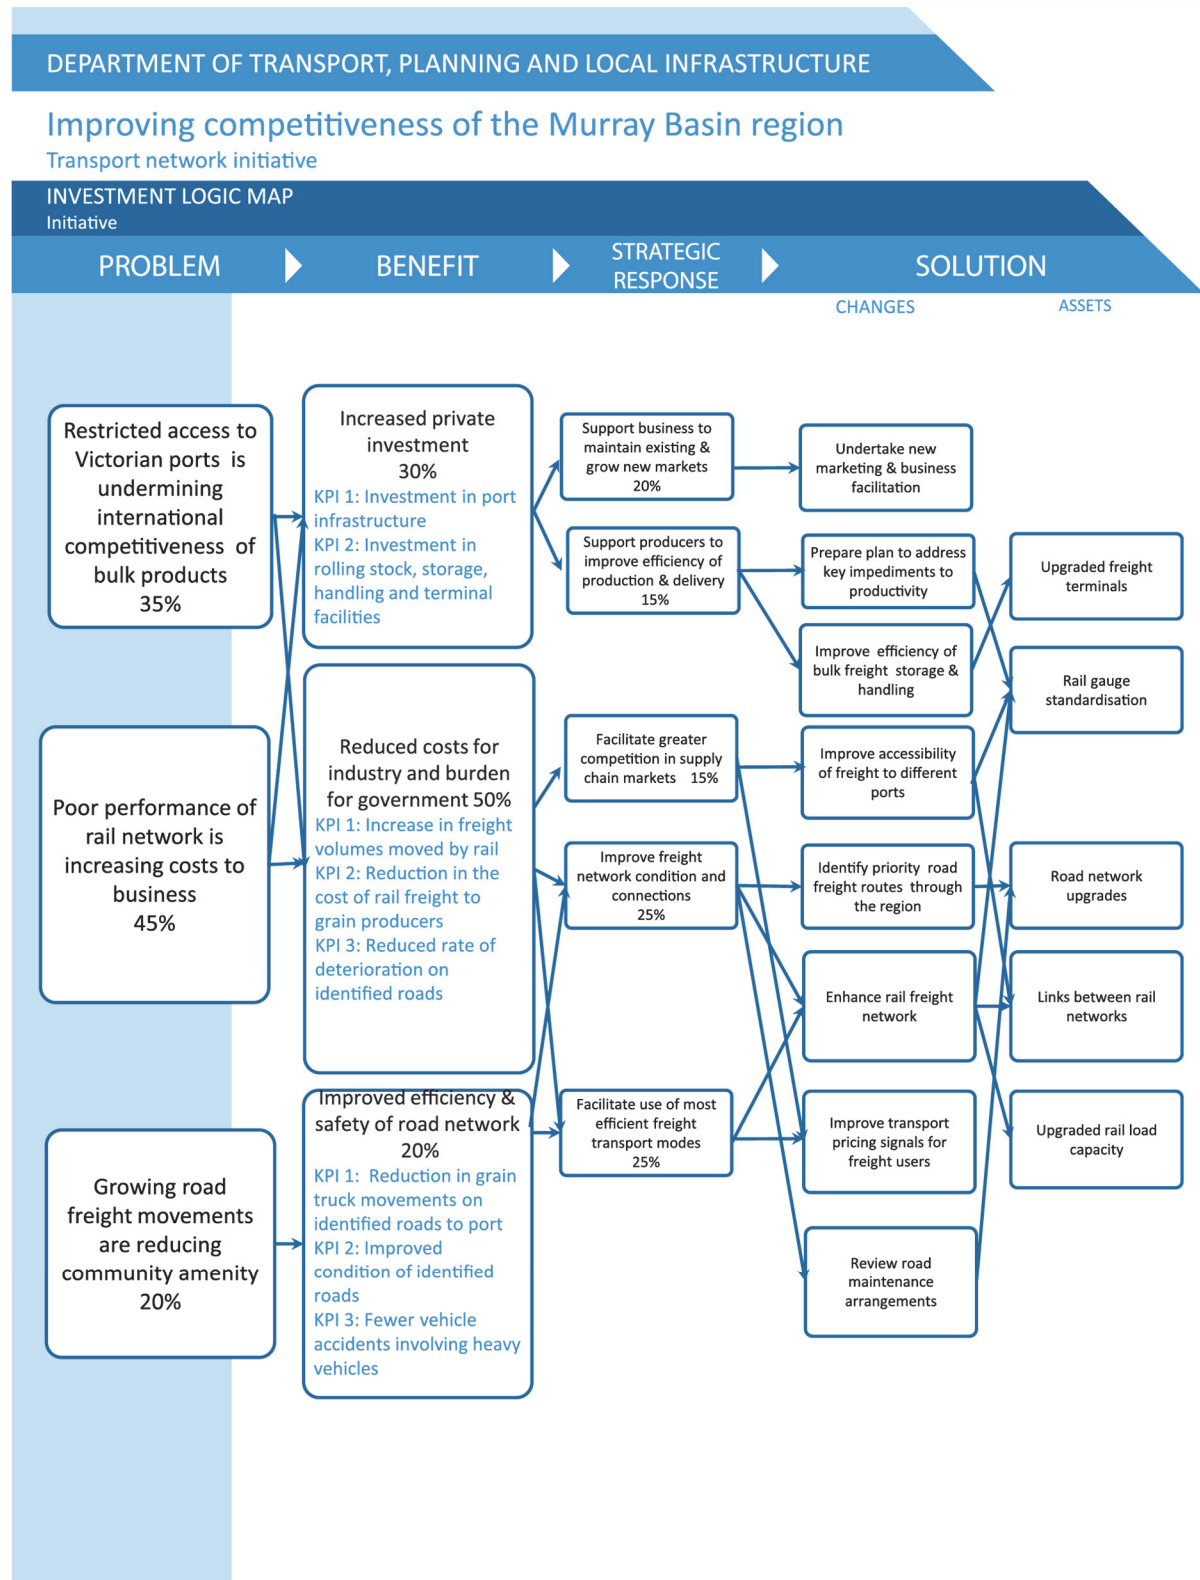 DEPARTMENT OF TRANSPORT, PLANNING AND LOCAL INFRASTRUCTURE
Improving competitiveness of the Murray Basin region
Transport network initiative
INVESTMENT LOGIC MAP
Initiative
PROBLEM
BENEFIT
STRATEGIC
RESPONSE
SOLUTION
CHANGES
ASSETS
Restricted access to
Victorian ports is
undermining
international
competitiveness of
bulk products
35%
Poor performance of
rail network is
increasing costs to
business
45%
Growing road
freight movements
are reducing
community amenity
20%
Increased private
investment
30%
KPI 1: Investment in port
infrastructure
KPI 2: Investment in
rolling stock, storage,
handling and terminal
facilities
Reduced costs for
industry and burden
for government 50%
KPI 1: Increase in freight
volumes moved by rail
KPI 2: Reduction in the
cost of rail freight to
grain producers
KPI 3: Reduced rate of
deterioration on
identified roads
Improved efficiency &
safety of road network
20%
KPI 1: Reduction in grain
truck movements on
identified roads to port
KPI 2: Improved
condition of identified
roads
KPI 3: Fewer vehicle
accidents involving heavy
vehicles
Support business to
maintain existing &
grow new markets
20%
Support producers to
improve efficiency of
production & delivery
15%
Facilitate greater
competition in supply
chain markets 15%
Improve freight
network condition and
connections
25%
Facilitate use of most
efficient freight
transport modes
25%
Undertake new
marketing & business
facilitation
Prepare plan to address
key impediments to
productivity
Improve efficiency of
bulk freight storage &
handling
Improve accessibility
of freight to different
ports
Identify priority road
freight routes through
the region
Enhance rail freight
network
Improve transport
pricing signals for
freight users
Review road
maintenance
arrangements
Upgraded freight
terminals
Rail gauge
standardisation
Road network
upgrades
Links between rail
networks
Upgraded rail load
capacity